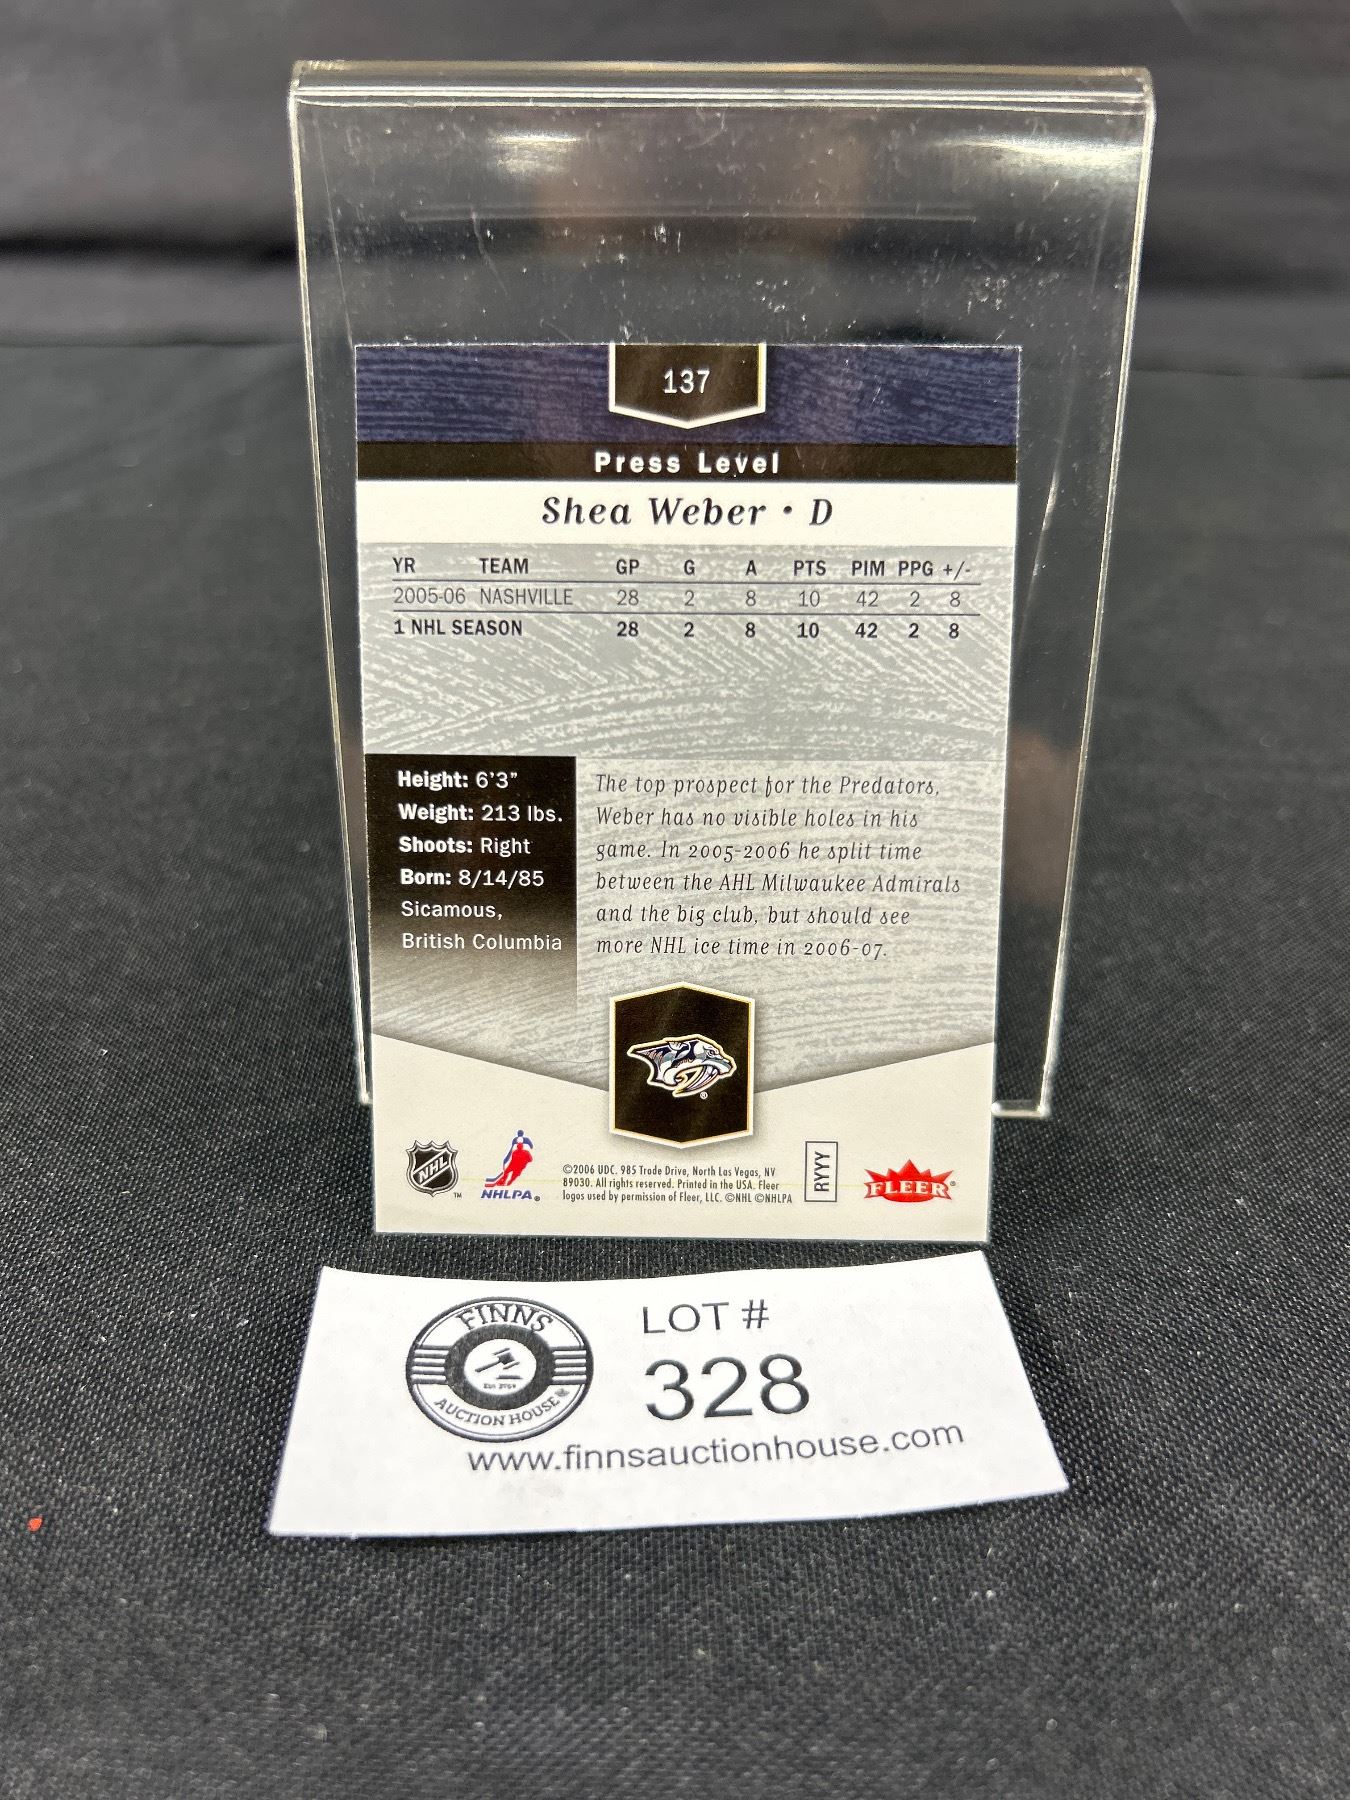 137
Press Level
Shea Weber • D
YR TEAM GP G A PTS PIM PPG +/-
2005-06 NASHVILLE 28 2 8 10 42 2 8
1 NHL SEASON 28 2 8 10 42 2 8
Height: 6'3"
Weight: 213 lbs.
Shoots: Right
Born: 8/14/85
Sicamous,
British Columbia
The top prospect for the Predators,
Weber has no visible holes in his
game. In 2005-2006 he split time
between the AHL Milwaukee Admirals
and the big club, but should see
more NHL ice time in 2006-07.
®
NHL
™
NHLPA®
©2006 UDC. 985 Trade Drive, North Las Vegas, NV
89030. All rights reserved. Printed in the USA. Fleer
logos used by permission of Fleer, LLC. ©NHL ©NHLPA
RYYY
FLEER®
FINNS
AUCTION HOUSE
LOT #
328
www.finnsauctionhouse.com